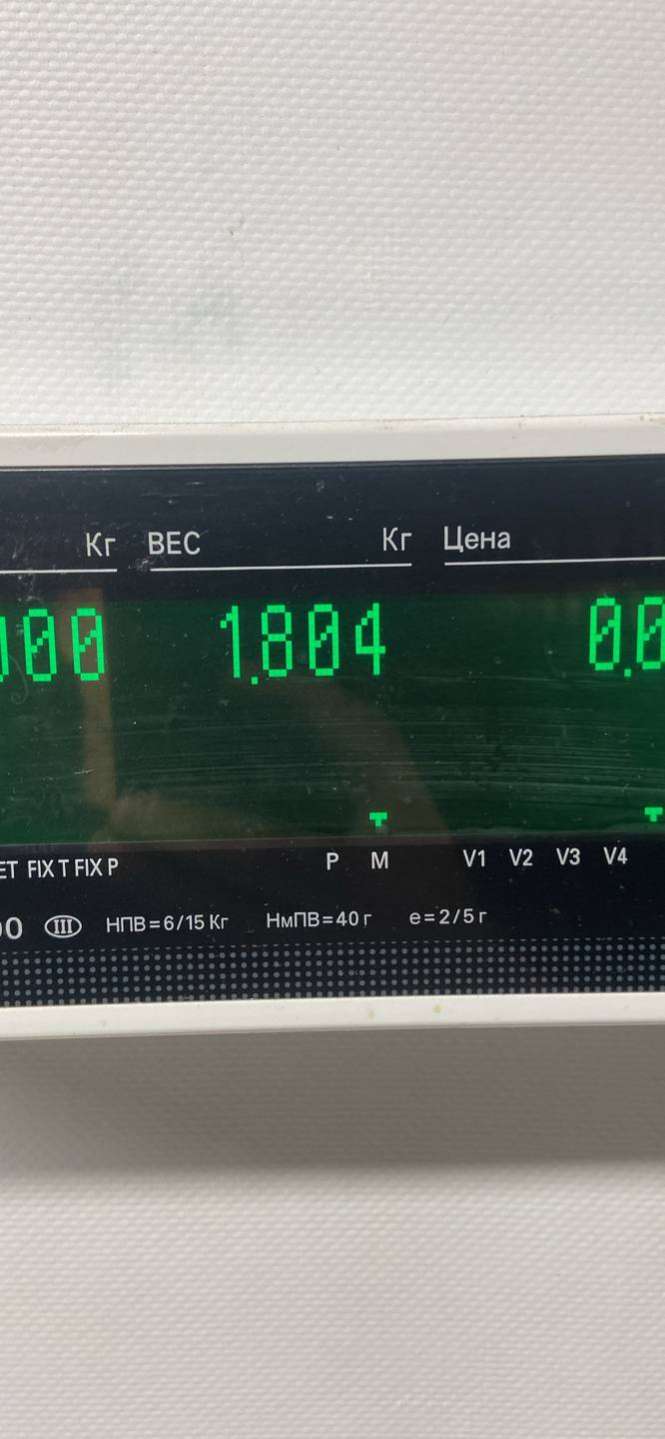 Кг ВЕС Кг Цена
00 1.804 0.0
ET FIX T FIX P P M V1 V2 V3 V4
00 III НПВ=6/15 Кг НмПВ=40 г e=2/5 г